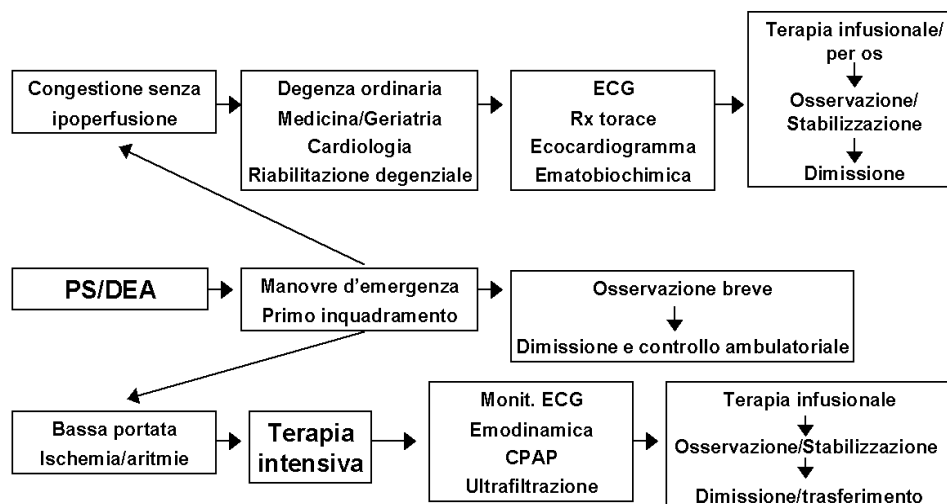 Congestione senza
ipoperfusione
Degenza ordinaria
Medicina/Geriatria
Cardiologia
Riabilitazione degenziale
ECG
Rx torace
Ecocardiogramma
Ematobiochimica
Terapia infusionale/
per os
Osservazione/
Stabilizzazione
Dimissione
PS/DEA
Manovre d'emergenza
Primo inquadramento
Osservazione breve
Dimissione e controllo ambulatoriale
Bassa portata
Ischemia/aritmie
Terapia
intensiva
Monit. ECG
Emodinamica
CPAP
Ultrafiltrazione
Terapia infusionale
Osservazione/Stabilizzazione
Dimissione/trasferimento